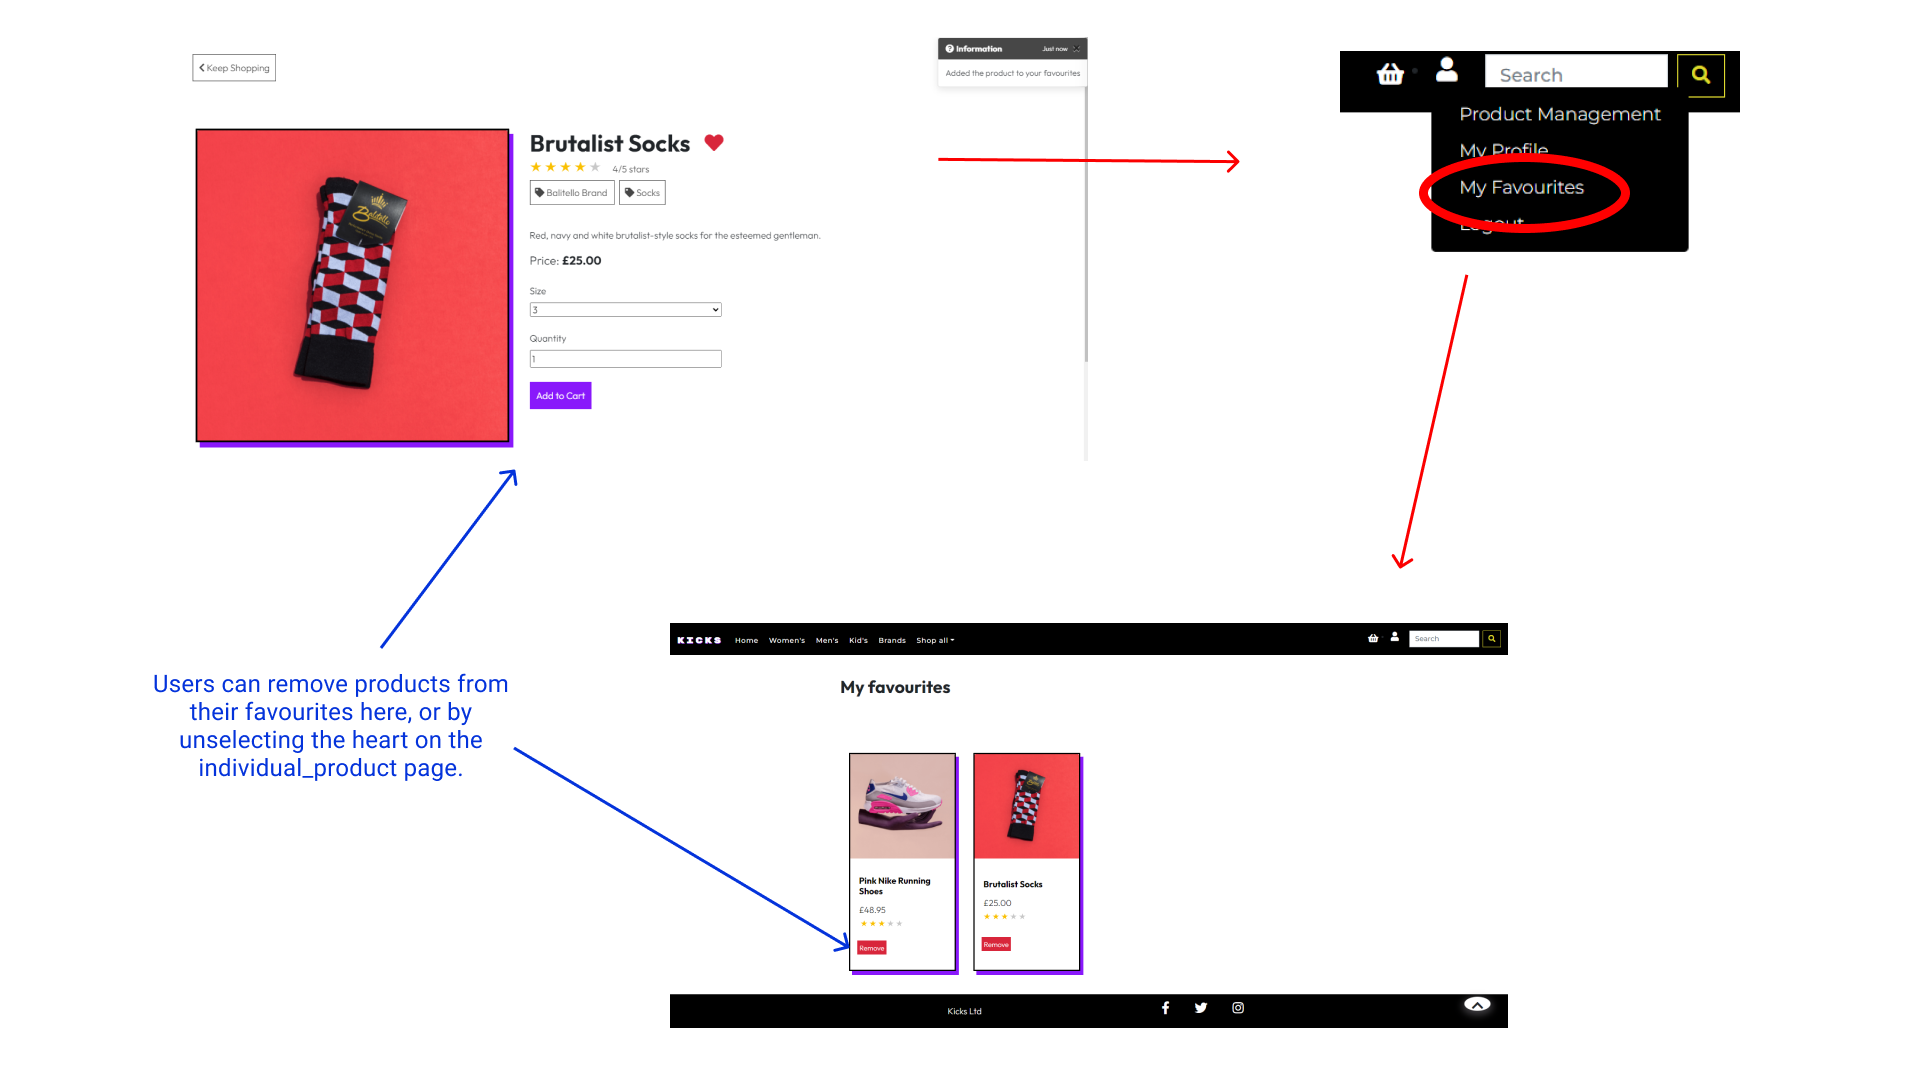 Keep Shopping
Information Just now
Added the product to your favourites
Brutalist Socks
4/5 stars
Balitello Brand Socks
Red, navy and white brutalist-style socks for the esteemed gentleman.
Price: £25.00
Size
3
Quantity
1
Add to Cart
Balitello
Search
Product Management
My Profile
My Favourites
Logout
Users can remove products from
their favourites here, or by
unselecting the heart on the
individual_product page.
KICKS Home Women's Men's Kid's Brands Shop all Search
My favourites
Pink Nike Running
Shoes
£48.95
Remove
Brutalist Socks
£25.00
Remove
Kicks Ltd